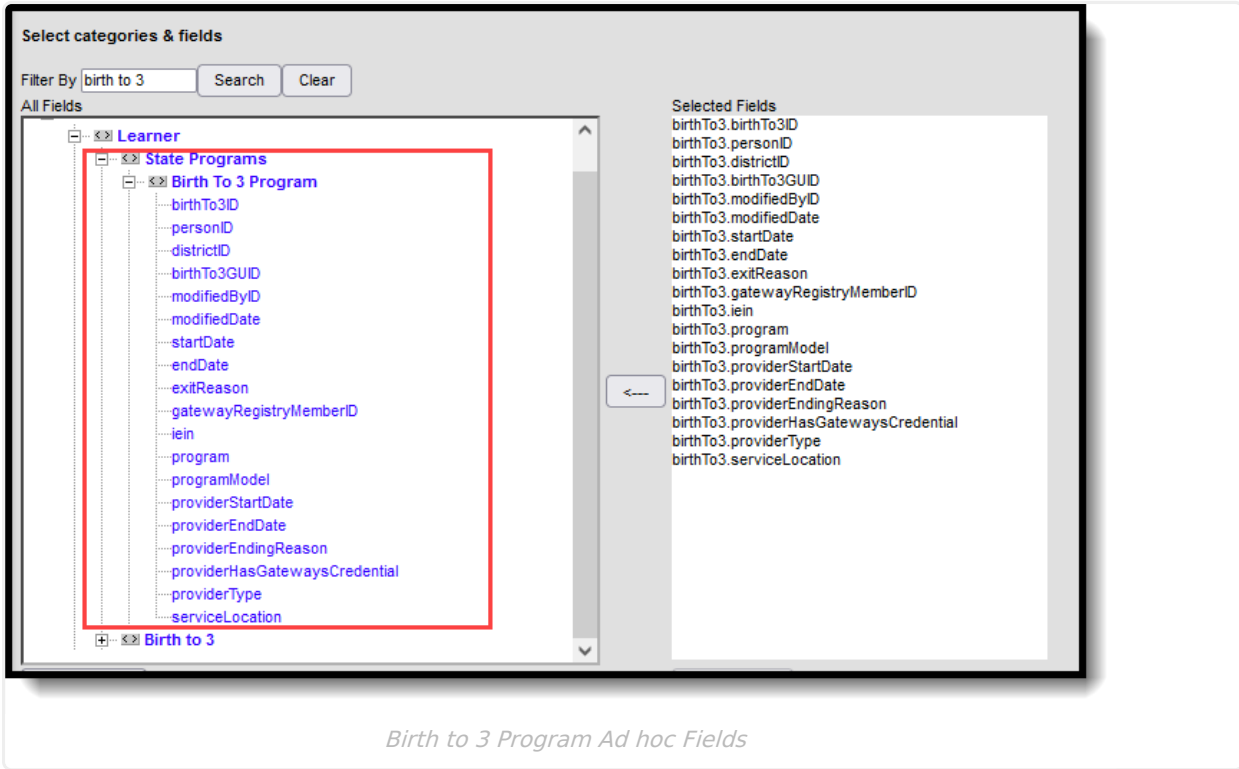 Select categories & fields
Filter By birth to 3 Search Clear
All Fields
Learner
State Programs
Birth To 3 Program
birthTo3ID
personID
districtID
birthTo3GUID
modifiedByID
modifiedDate
startDate
endDate
exitReason
gatewayRegistryMemberID
iein
program
programModel
providerStartDate
providerEndDate
providerEndingReason
providerHasGatewaysCredential
providerType
serviceLocation
Birth to 3
<---
Selected Fields
birthTo3.birthTo3ID
birthTo3.personID
birthTo3.districtID
birthTo3.birthTo3GUID
birthTo3.modifiedByID
birthTo3.modifiedDate
birthTo3.startDate
birthTo3.endDate
birthTo3.exitReason
birthTo3.gatewayRegistryMemberID
birthTo3.iein
birthTo3.program
birthTo3.programModel
birthTo3.providerStartDate
birthTo3.providerEndDate
birthTo3.providerEndingReason
birthTo3.providerHasGatewaysCredential
birthTo3.providerType
birthTo3.serviceLocation
Birth to 3 Program Ad hoc Fields